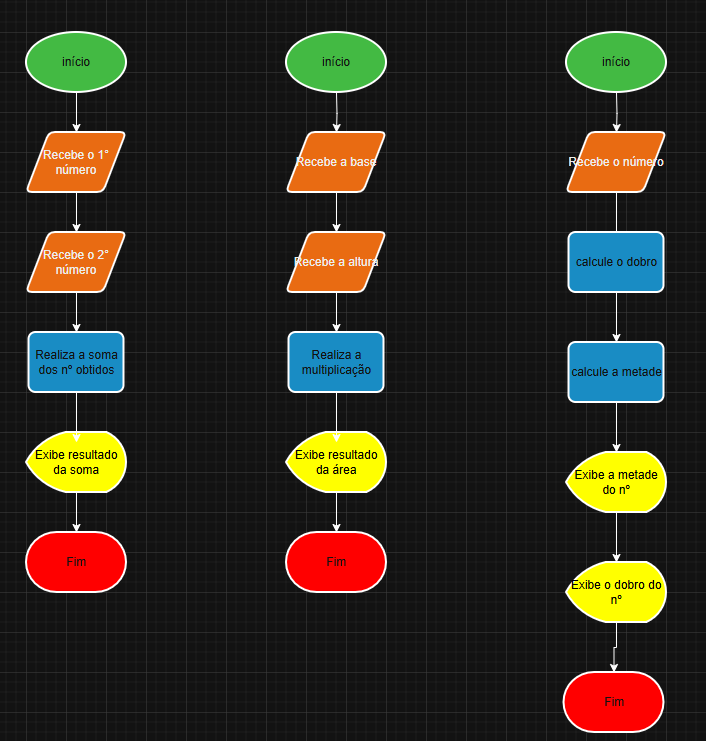 início
Recebe o 1°
número
Recebe o 2°
número
Realiza a soma
dos nº obtidos
Exibe resultado
da soma
Fim
início
Recebe a base
Recebe a altura
Realiza a
multiplicação
Exibe resultado
da área
Fim
início
Recebe o número
calcule o dobro
calcule a metade
Exibe a metade
do nº
Exibe o dobro do
nº
Fim